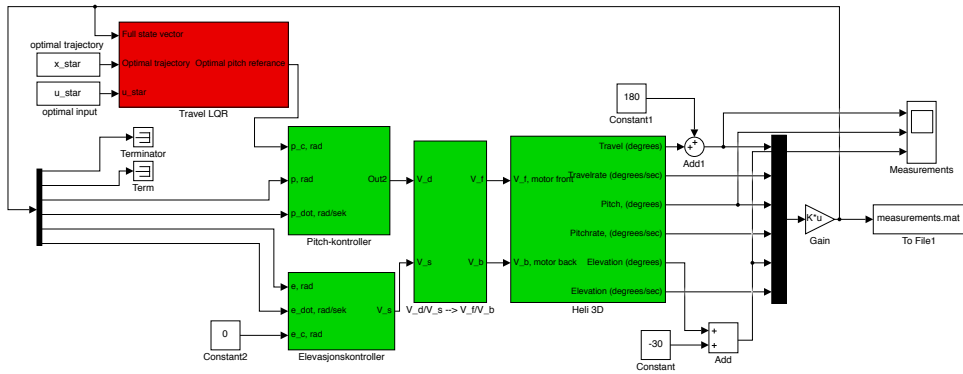 Full state vector
optimal trajectory
x_star
Optimal trajectory Optimal pitch referance
u_star
u_star
optimal input
Travel LQR
180
Constant1
Add1
Measurements
Terminator
Term
p_c, rad
p, rad
Out2
p_dot, rad/sek
Pitch-kontroller
V_d
V_f
V_s
V_b
V_d/V_s --> V_f/V_b
V_f, motor front
V_b, motor back
Travel (degrees)
Travelrate (degrees/sec)
Pitch, (degrees)
Pitchrate, (degrees/sec)
Elevation (degrees)
Elevation (degrees/sec)
Heli 3D
K*u
Gain
measurements.mat
To File1
e, rad
e_dot, rad/sek
V_s
e_c, rad
Elevasjonskontroller
0
Constant2
-30
Constant
+
+
Add
+
+